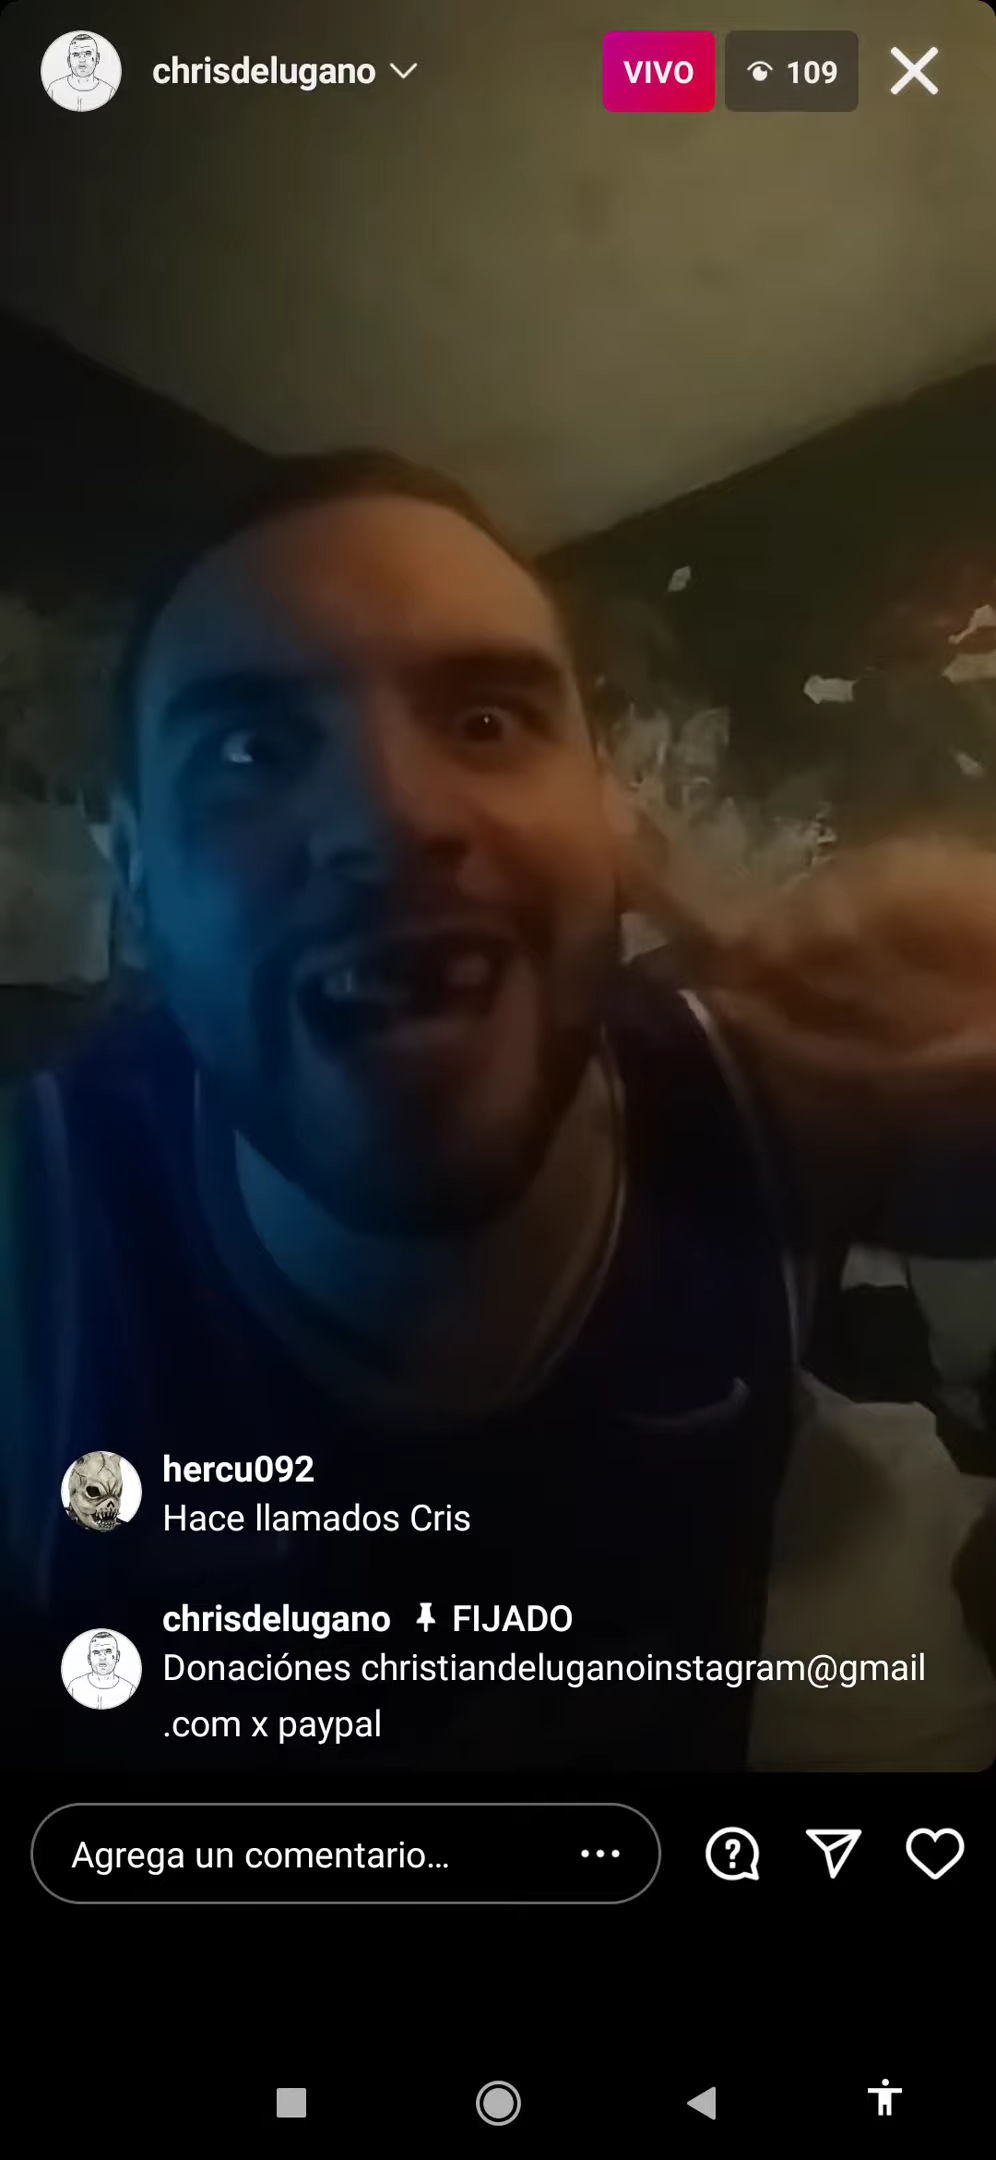 chrisdelugano
VIVO
109
hercu092
Hace llamados Cris
chrisdelugano FIJADO
Donaciónes christiandeluganoinstagram@gmail
.com x paypal
Agrega un comentario...